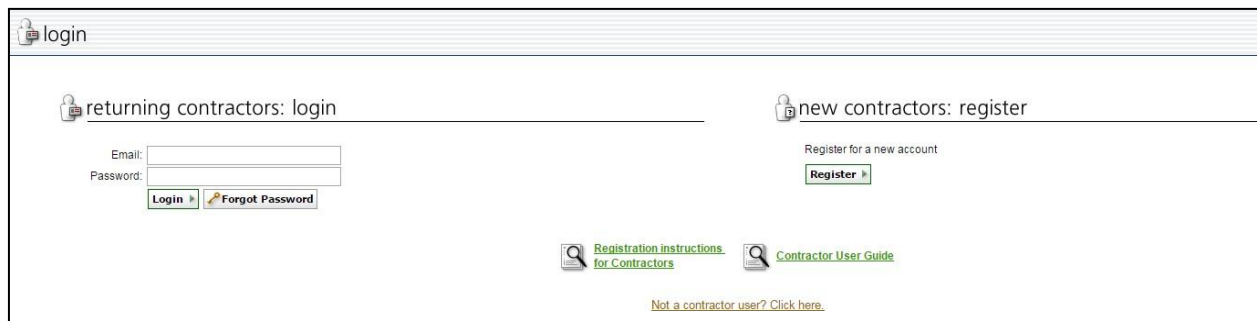 login
returning contractors: login
Email:
Password:
Login
Forgot Password
new contractors: register
Register for a new account
Register
Registration instructions
for Contractors
Contractor User Guide
Not a contractor user? Click here.